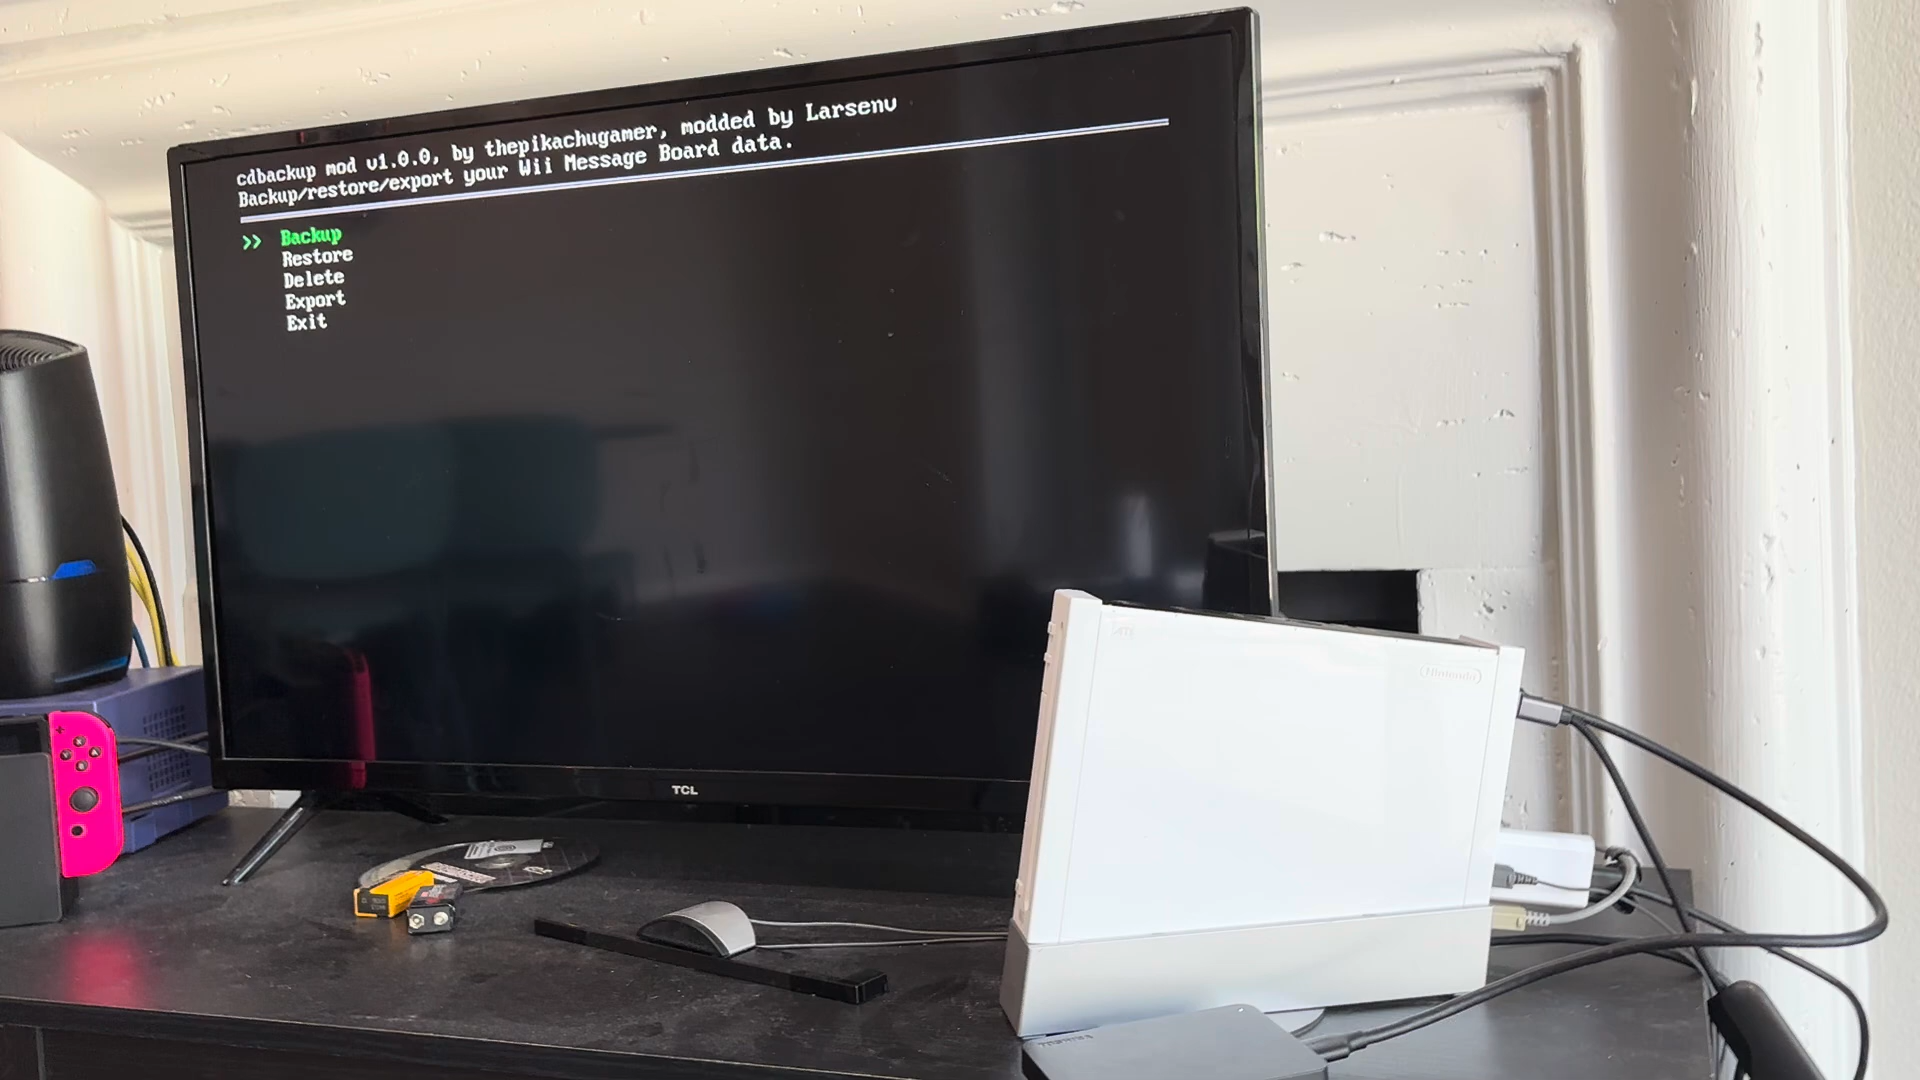 cdbackup mod v1.0.0, by thepikachugamer, modded by Larsenv
Backup/restore/export your Wii Message Board data.
>> Backup
Restore
Delete
Export
Exit
TCL
Nintendo
TOSHIBA